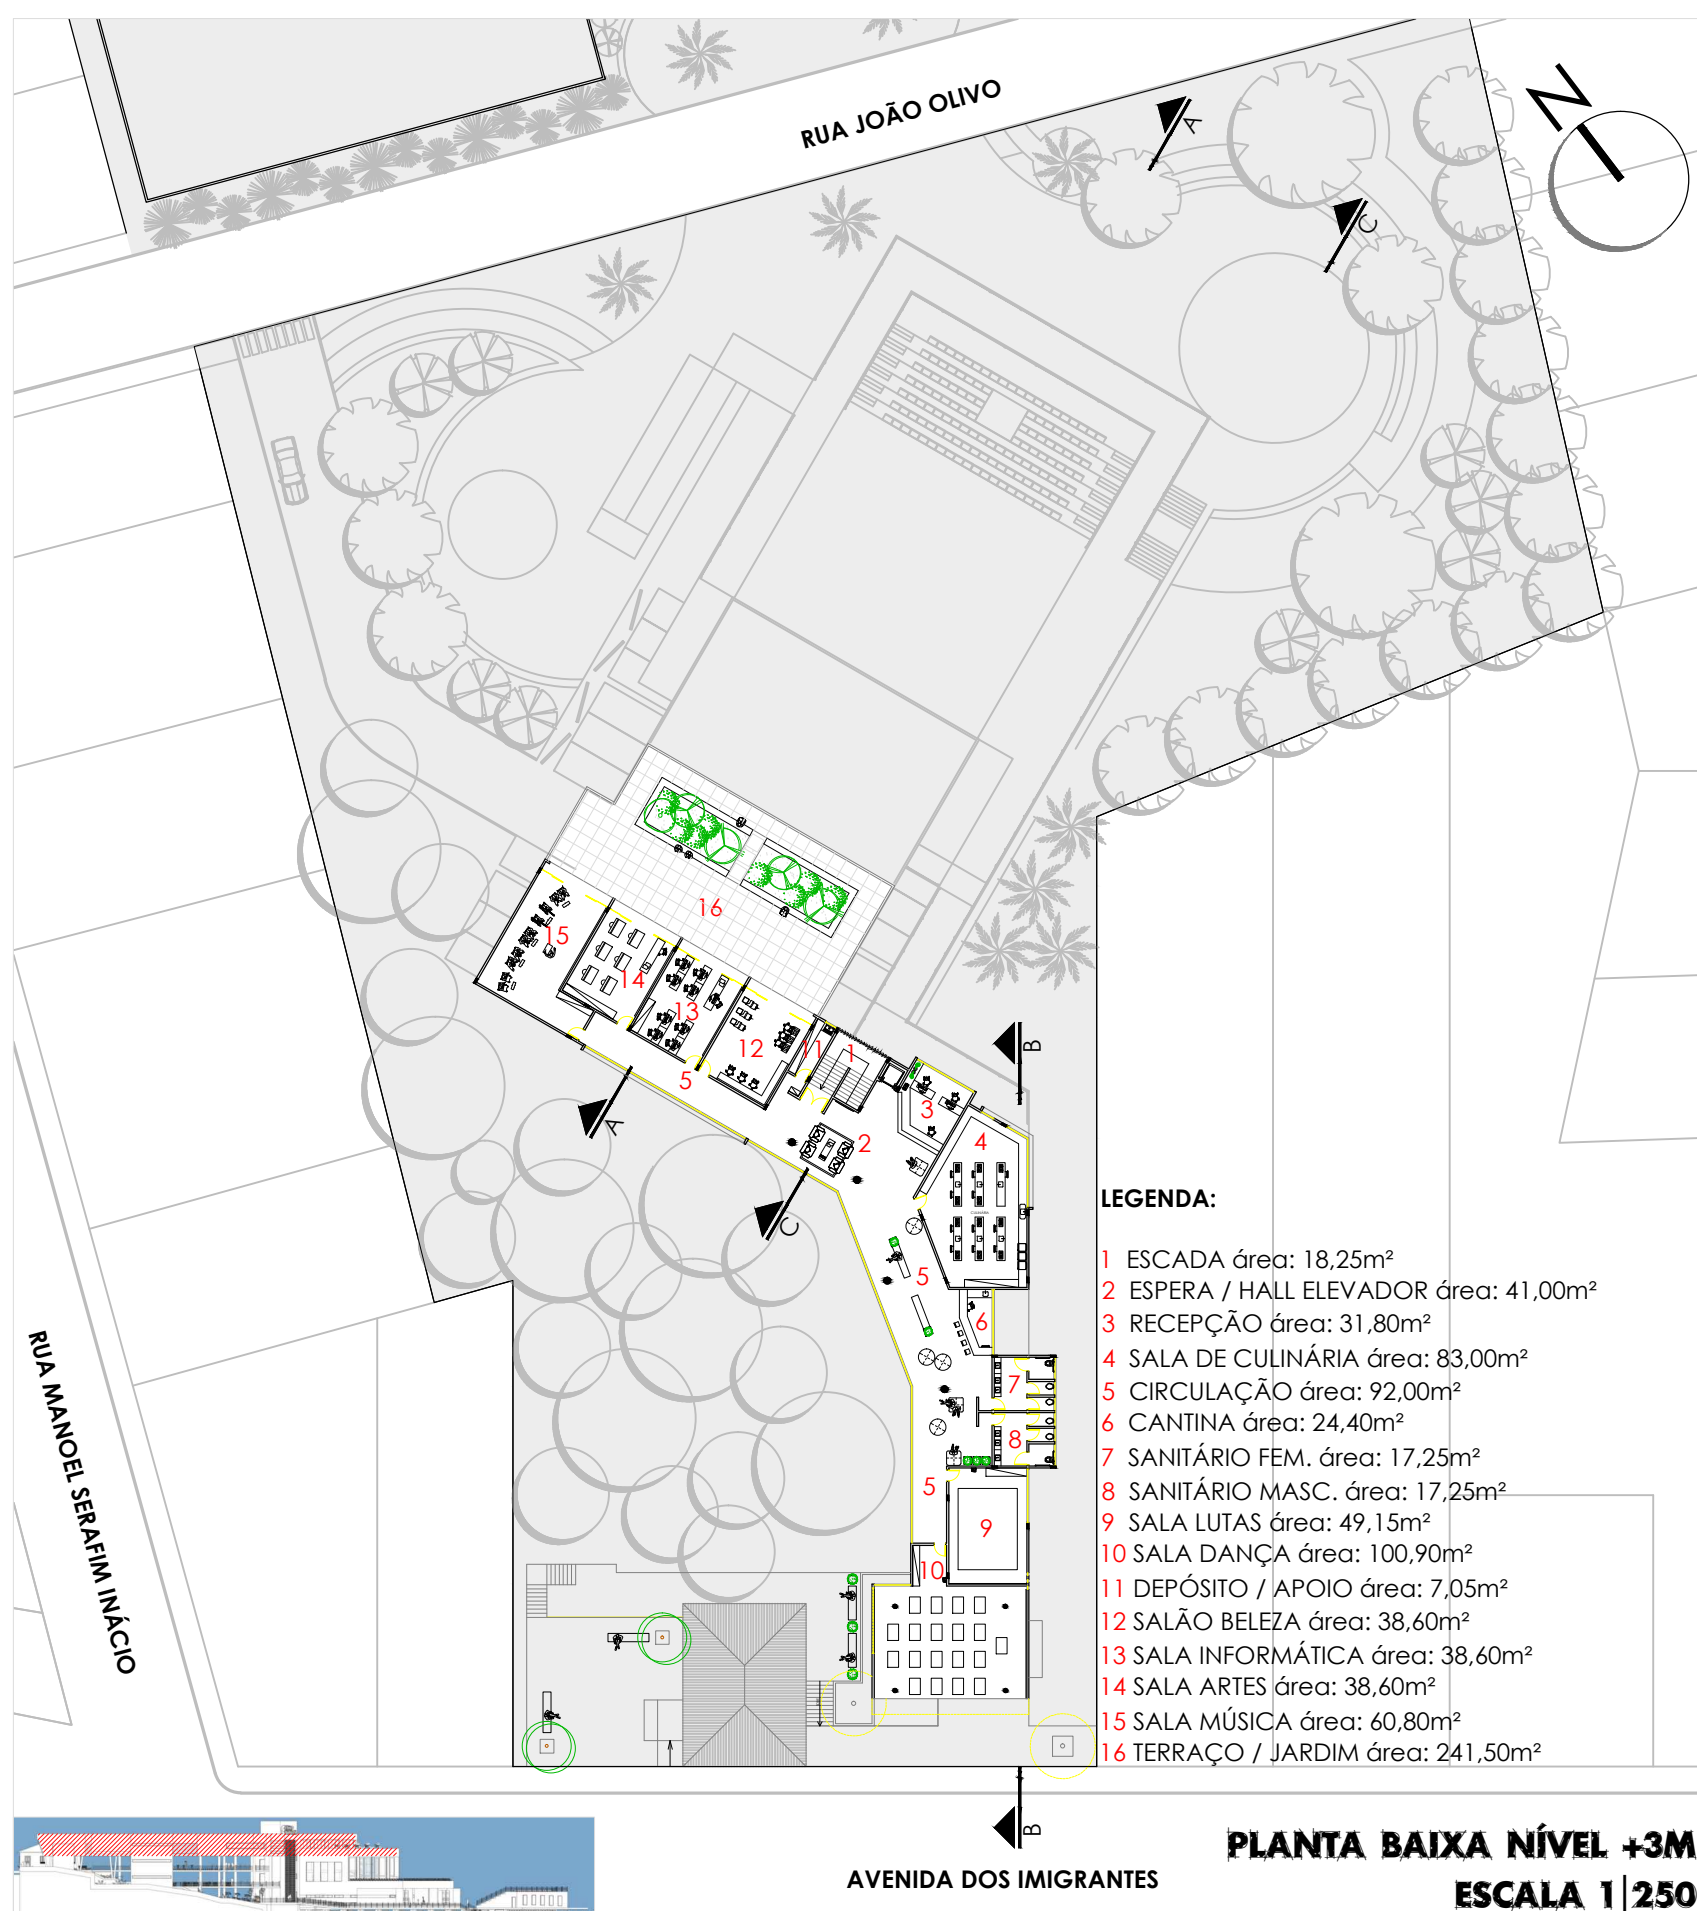 RUA JOÃO OLIVO
N
A
C
16
15
14
13
12
11
1
5
3
2
4
B
A
C
5
6
7
8
5
9
10
LEGENDA:
1 ESCADA área: 18,25m²
2 ESPERA / HALL ELEVADOR área: 41,00m²
3 RECEPÇÃO área: 31,80m²
4 SALA DE CULINÁRIA área: 83,00m²
5 CIRCULAÇÃO área: 92,00m²
6 CANTINA área: 24,40m²
7 SANITÁRIO FEM. área: 17,25m²
8 SANITÁRIO MASC. área: 17,25m²
9 SALA LUTAS área: 49,15m²
10 SALA DANÇA área: 100,90m²
11 DEPÓSITO / APOIO área: 7,05m²
12 SALÃO BELEZA área: 38,60m²
13 SALA INFORMÁTICA área: 38,60m²
14 SALA ARTES área: 38,60m²
15 SALA MÚSICA área: 60,80m²
16 TERRAÇO / JARDIM área: 241,50m²
RUA MANOEL SERAFIM INÁCIO
B
AVENIDA DOS IMIGRANTES
PLANTA BAIXA NÍVEL +3M
ESCALA 1|250